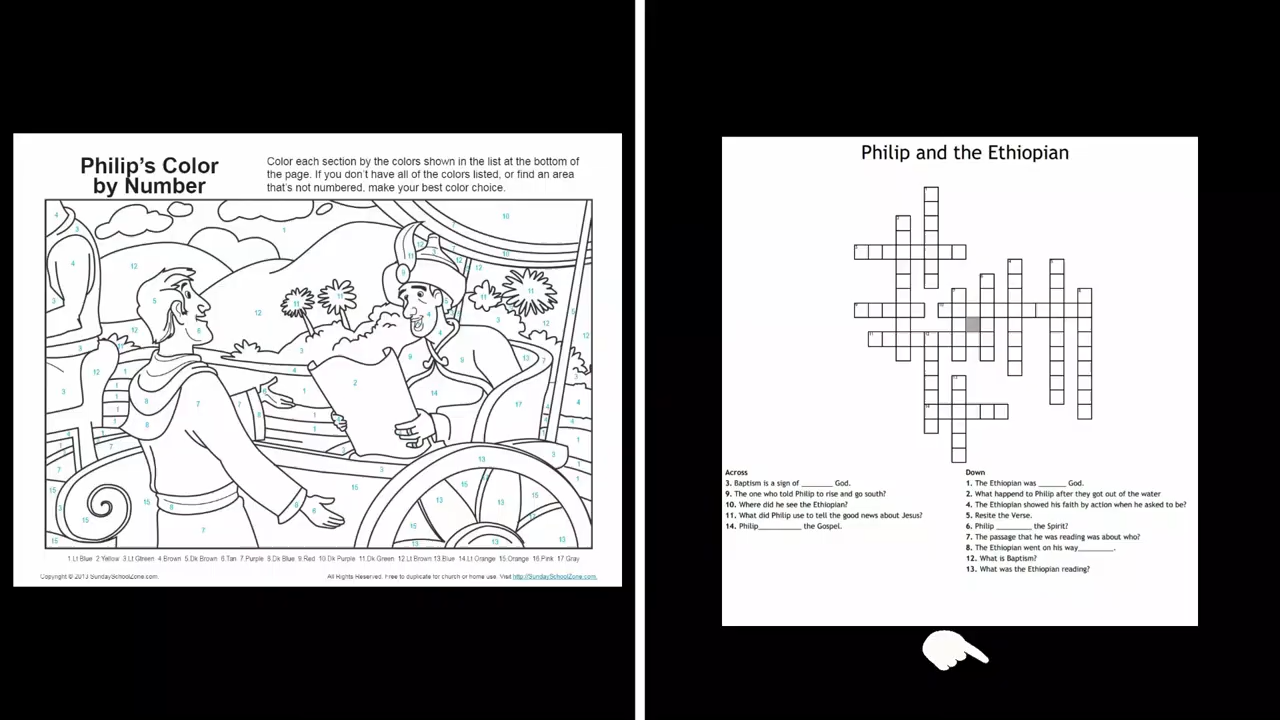 Philip's Color
by Number
Color each section by the colors shown in the list at the bottom of
the page. If you don't have all of the colors listed, or find an area
that's not numbered, make your best color choice.
1.Lt Blue 2 Yellow 3.Lt Green 4.Brown 5.Dk Brown 6.Tan 7.Purple 8.Dk Blue 9.Red 10 Dk Purple 11.Dk Green 12.Lt Brown 13.Blue 14.Lt Orange 15 Orange 16.Pink 17 Gray
Copyright © 2013 SundaySchoolZone.com.
All Rights Reserved. Free to duplicate for church or home use. Visit http://SundaySchoolZone.com.
Philip and the Ethiopian
Across
3. Baptism is a sign of ________ God.
9. The one who told Philip to rise and go south?
10. Where did he see the Ethiopian?
11. What did Philip use to tell the good news about Jesus?
14. Philip___________ the Gospel.
Down
1. The Ethiopian was _______ God.
2. What happend to Philip after they got out of the water
4. The Ethiopian showed his faith by action when he asked to be?
5. Resite the Verse.
6. Philip _________ the Spirit?
7. The passage that he was reading was about who?
8. The Ethiopian went on his way_________.
12. What is Baptism?
13. What was the Ethiopian reading?